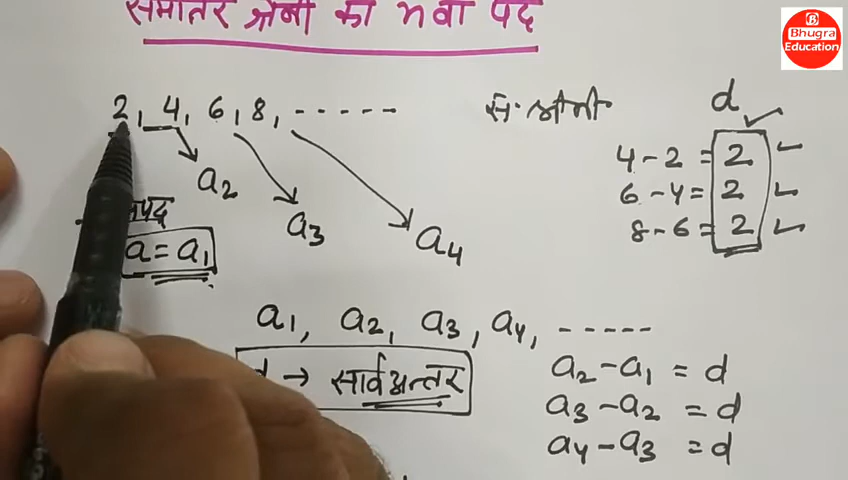 समांतर श्रेणी का nवा पद
Bhugra
Education
2, 4, 6, 8, -----
स. श्रेणी
d
4-2 = 2
6-4 = 2
8-6 = 2
a2
a3
a4
a = a1
a1, a2, a3, a4, -----
→ सार्वअन्तर
a2-a1 = d
a3-a2 = d
a4-a3 = d